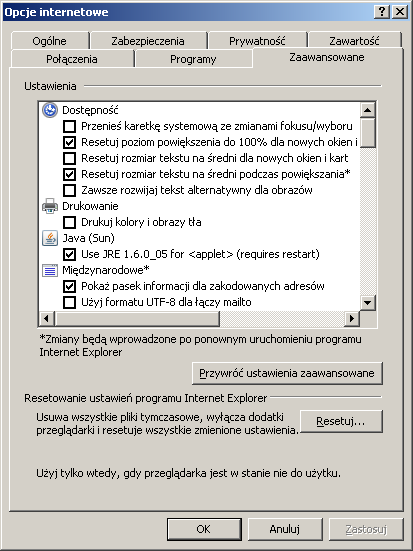 Opcje internetowe
Ogólne Zabezpieczenia Prywatność Zawartość
Połączenia Programy Zaawansowane
Ustawienia
Dostępność
Przenieś karetkę systemową ze zmianami fokusu/wyboru
Resetuj poziom powiększenia do 100% dla nowych okien i
Resetuj rozmiar tekstu na średni dla nowych okien i kart
Resetuj rozmiar tekstu na średni podczas powiększania*
Zawsze rozwijaj tekst alternatywny dla obrazów
Drukowanie
Drukuj kolory i obrazy tła
Java (Sun)
Use JRE 1.6.0_05 for <applet> (requires restart)
Międzynarodowe*
Pokaż pasek informacji dla zakodowanych adresów
Użyj formatu UTF-8 dla łączy mailto
*Zmiany będą wprowadzone po ponownym uruchomieniu programu
Internet Explorer
Przywróć ustawienia zaawansowane
Resetowanie ustawień programu Internet Explorer
Usuwa wszystkie pliki tymczasowe, wyłącza dodatki
przeglądarki i resetuje wszystkie zmienione ustawienia.
Resetuj...
Użyj tylko wtedy, gdy przeglądarka jest w stanie nie do użytku.
OK Anuluj Zastosuj